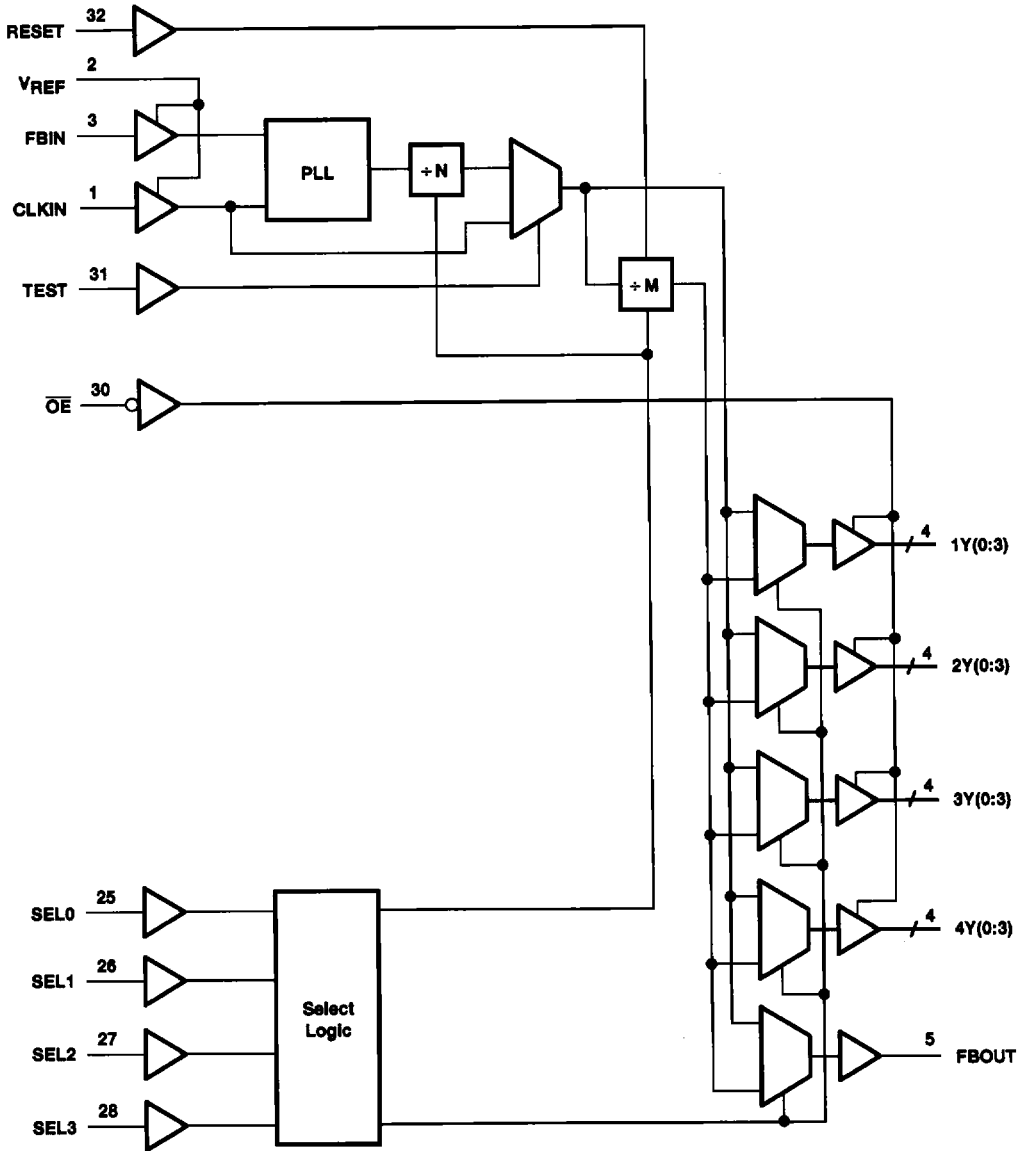 RESET 32
VREF 2
FBIN 3
PLL
÷N
CLKIN 1
TEST 31
÷M
OE 30
4 1Y(0:3)
4 2Y(0:3)
4 3Y(0:3)
4 4Y(0:3)
5 FBOUT
SEL0 25
SEL1 26
SEL2 27
SEL3 28
Select
Logic